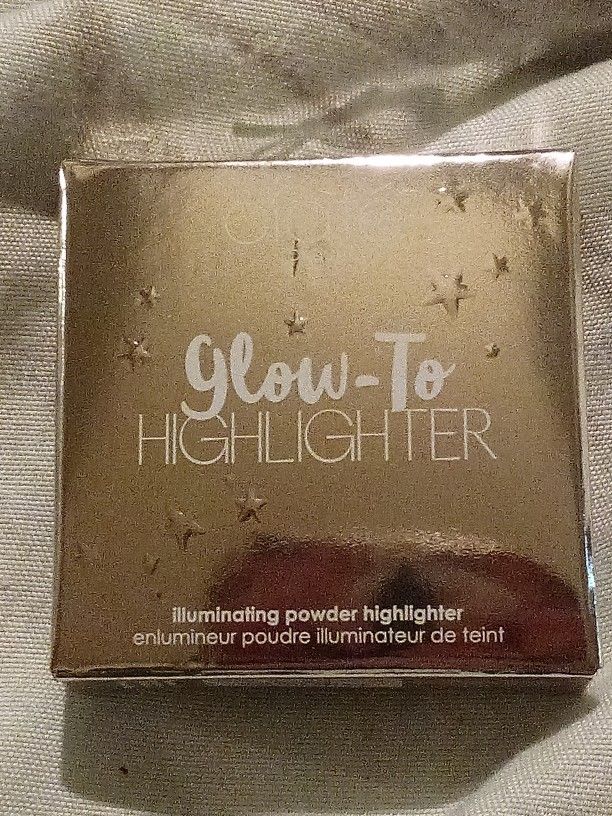 glow-To
HIGHLIGHTER
illuminating powder highlighter
enlumineur poudre illuminateur de teint